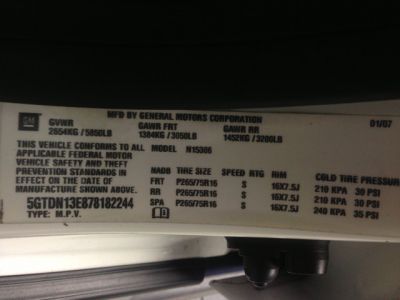 MFD BY GENERAL MOTORS CORPORATION
01/07
GM
GVWR GAWR FRT GAWR RR
2654KG / 5850LB 1384KG / 3050LB 1452KG / 3200LB
THIS VEHICLE CONFORMS TO ALL MODEL N15306
APPLICABLE FEDERAL MOTOR
VEHICLE SAFETY AND THEFT
PREVENTION STANDARDS IN
EFFECT ON THE DATE OF
MANUFACTURE SHOWN ABOVE.
TIRE SIZE SPEED RTG RIM COLD TIRE PRESSURE
FRT P265/75R16 S 16X7.5J 210 KPA 30 PSI
RR P265/75R16 S 16X7.5J 210 KPA 30 PSI
SPA P265/75R16 S 16X7.5J 240 KPA 35 PSI
5GTDN13E878182244
TYPE: M.P.V.